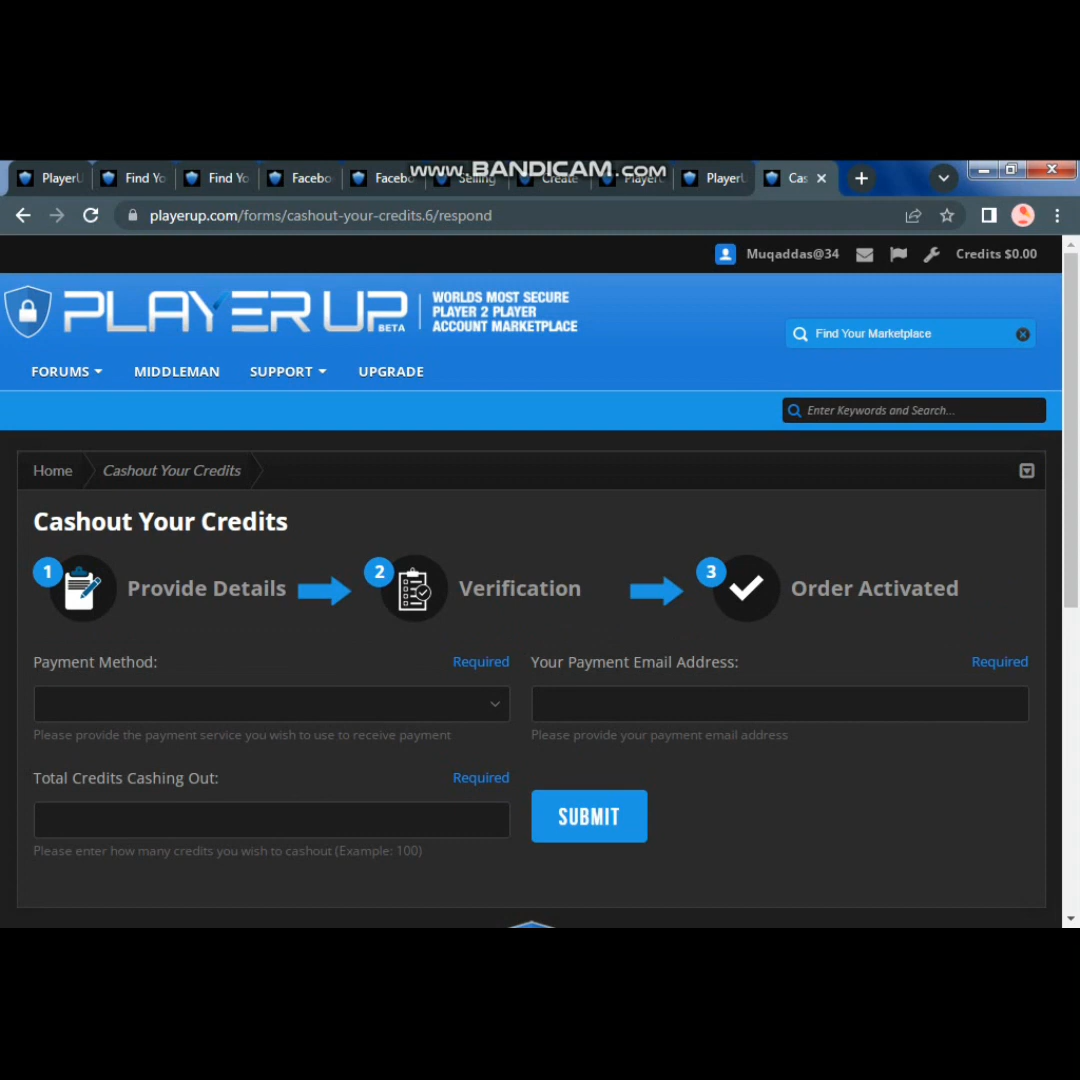 www.BANDICAM.com
PlayerU
Find Yo
Find Yo
Facebo
Faceb
Selling
Create
Player
PlayerU
Cas
playerup.com/forms/cashout-your-credits.6/respond
Muqaddas@34
Credits $0.00
PLAYER UP
BETA
WORLDS MOST SECURE
PLAYER 2 PLAYER
ACCOUNT MARKETPLACE
Find Your Marketplace
FORUMS
MIDDLEMAN
SUPPORT
UPGRADE
Enter Keywords and Search...
Home
Cashout Your Credits
Cashout Your Credits
1
Provide Details
2
Verification
3
Order Activated
Payment Method:
Required
Your Payment Email Address:
Required
Please provide the payment service you wish to use to receive payment
Please provide your payment email address
Total Credits Cashing Out:
Required
SUBMIT
Please enter how many credits you wish to cashout (Example: 100)